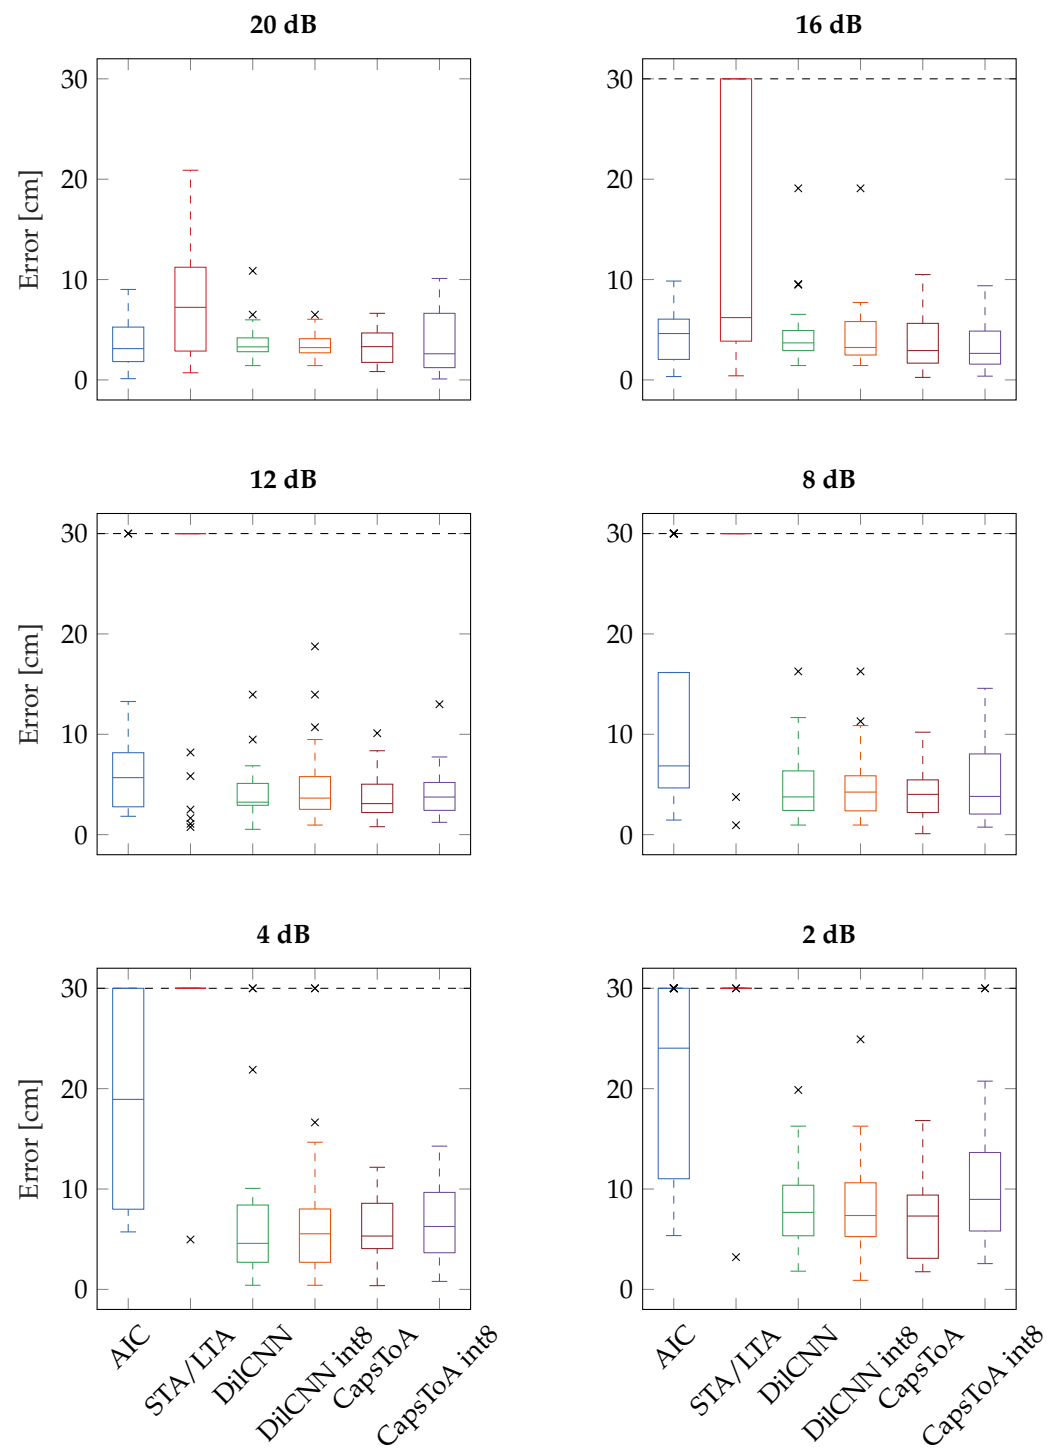 20 dB
16 dB
Error [cm]
30
20
10
0
30
20
10
0
12 dB
8 dB
Error [cm]
30
20
10
0
30
20
10
0
4 dB
2 dB
Error [cm]
30
20
10
0
30
20
10
0
AIC
STA/LTA
DilCNN
DilCNN int8
CapsToA
CapsToA int8
AIC
STA/LTA
DilCNN
DilCNN int8
CapsToA
CapsToA int8